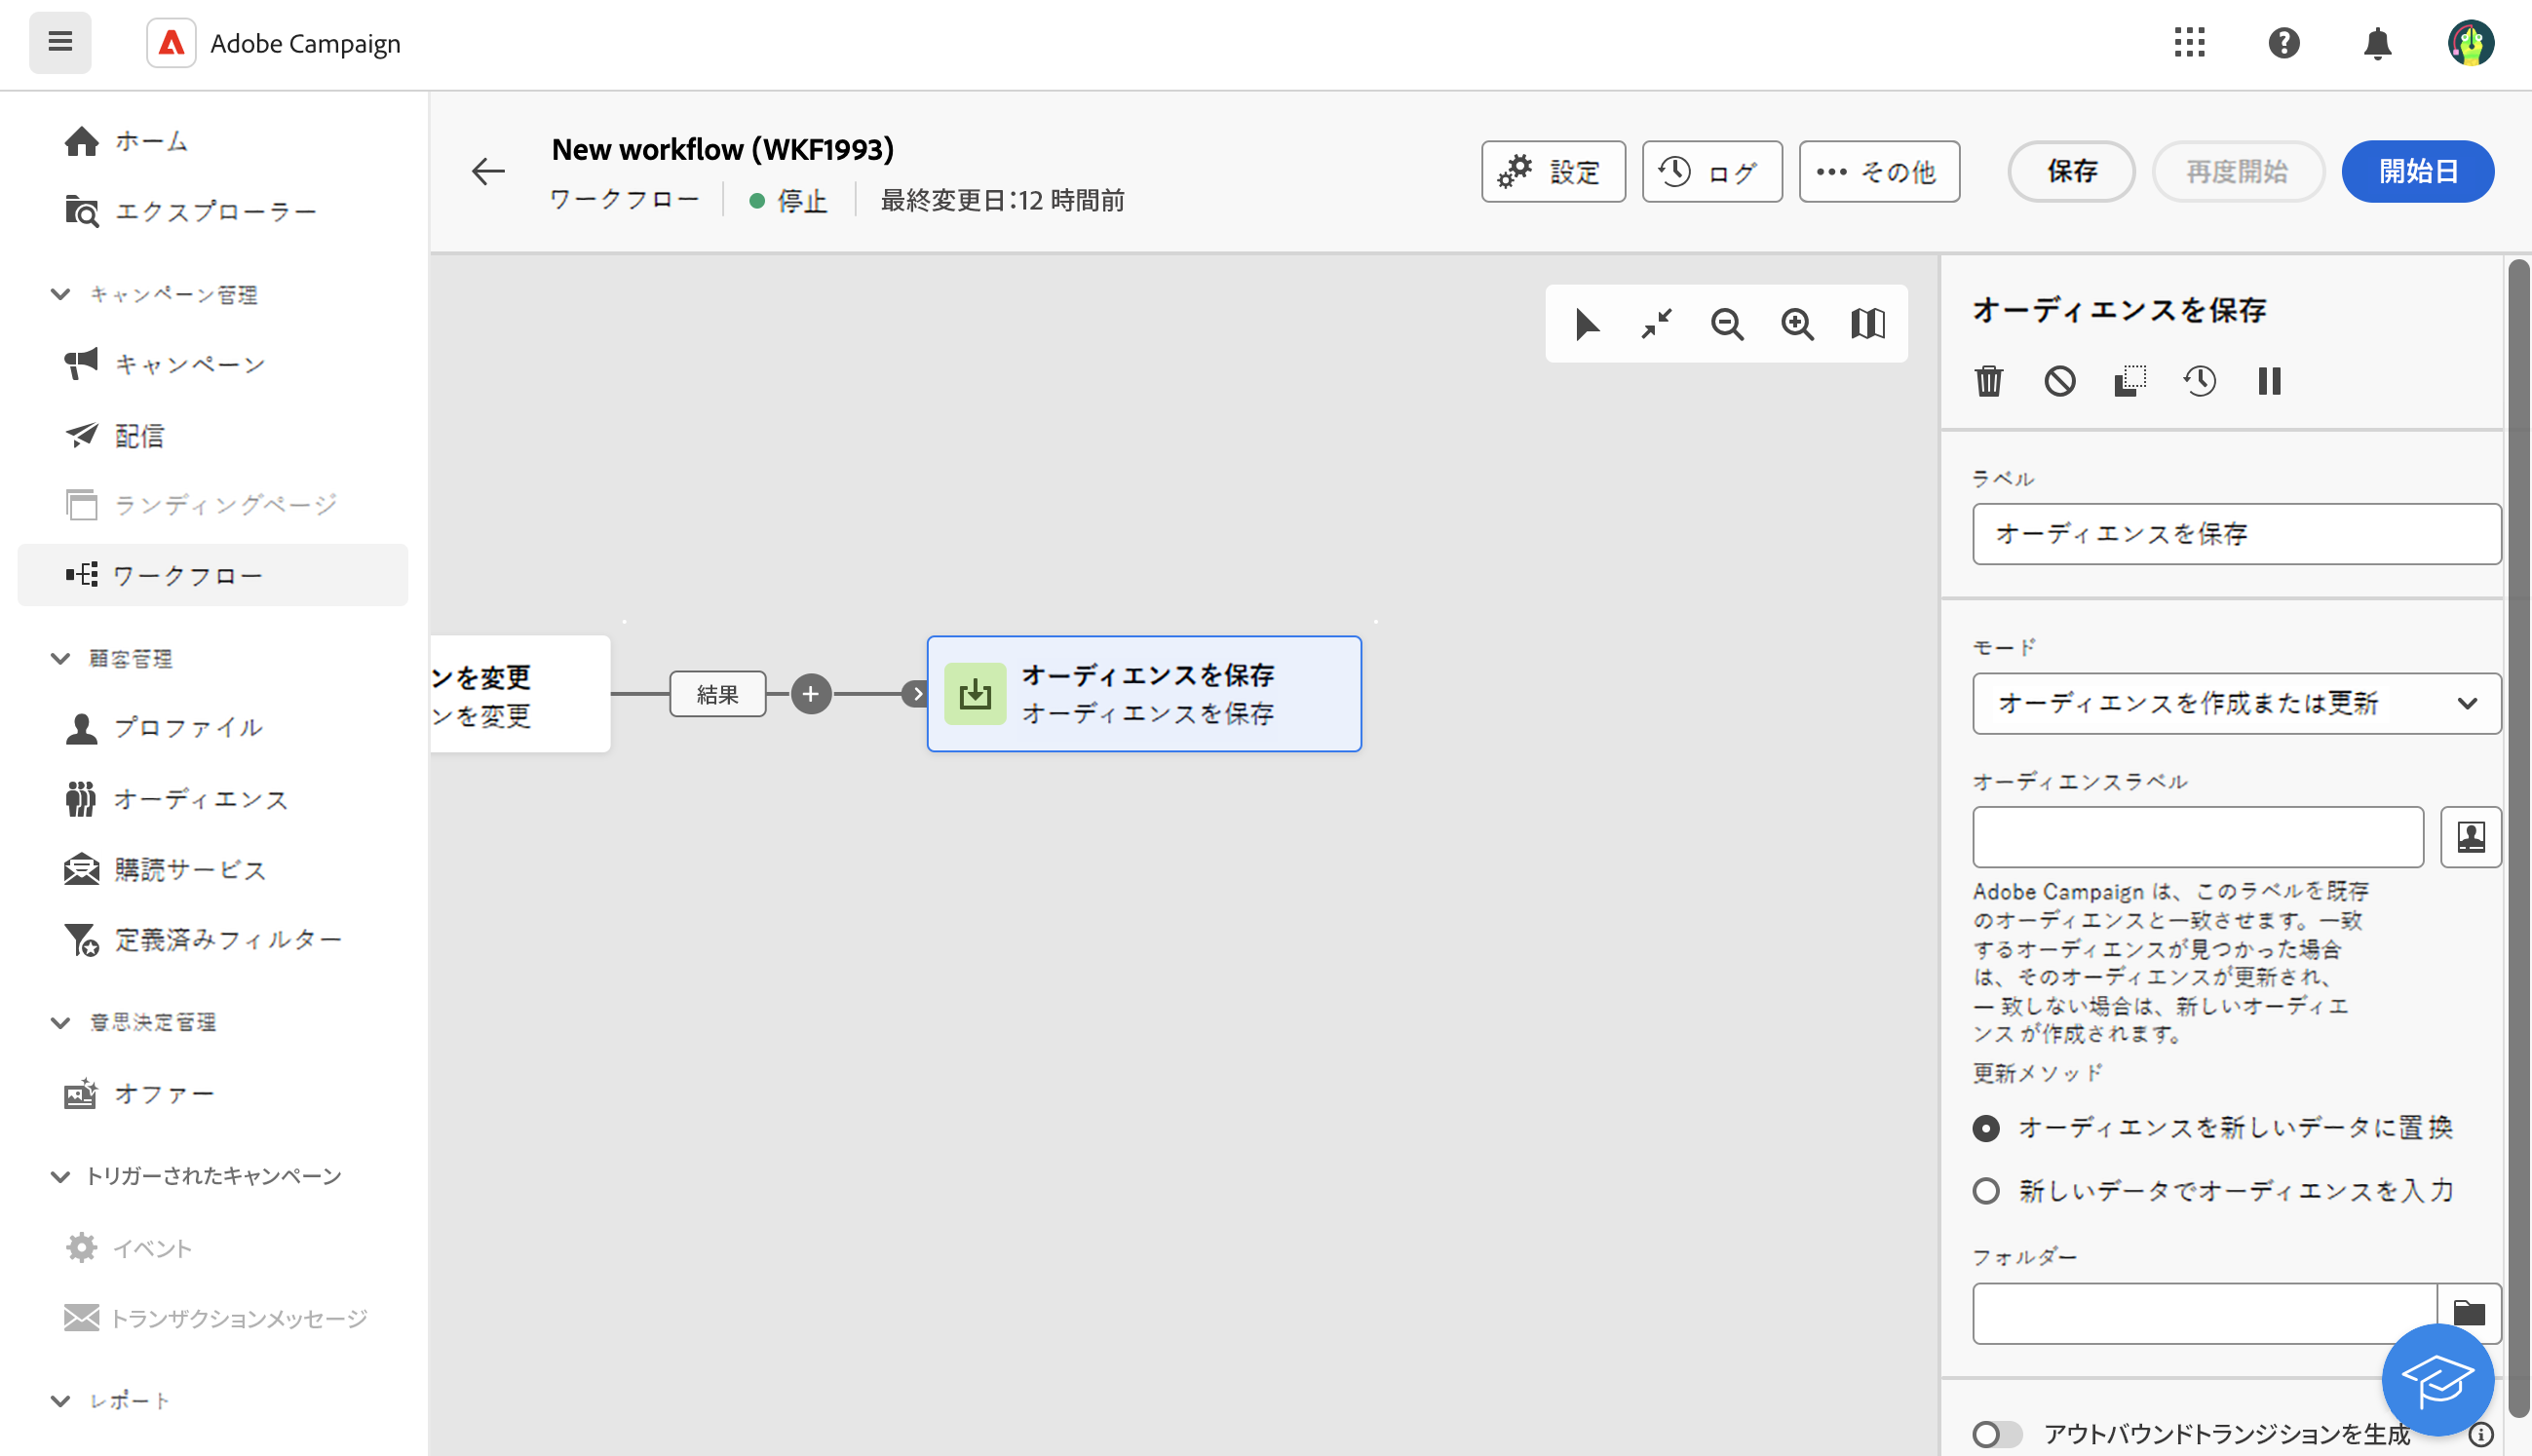 Adobe Campaign
ホーム
エクスプローラー
キャンペーン管理
キャンペーン
配信
ランディングページ
ワークフロー
顧客管理
プロファイル
オーディエンス
購読サービス
定義済みフィルター
意思決定管理
オファー
トリガーされたキャンペーン
イベント
トランザクションメッセージ
レポート
New workflow (WKF1993)
ワークフロー
停止
最終変更日:12 時間前
設定
ログ
その他
保存
再度開始
開始日
ンを変更
ンを変更
結果
オーディエンスを保存
オーディエンスを保存
オーディエンスを保存
ラベル
オーディエンスを保存
モード
オーディエンスを作成または更新
オーディエンスラベル
Adobe Campaign は、このラベルを既存
のオーディエンスと一致させます。一致
するオーディエンスが見つかった場合
は、そのオーディエンスが更新され、
一 致しない場合は、新しいオーディエ
ンス が作成されます。
更新メソッド
オーディエンスを新しいデータに置換
新しいデータでオーディエンスを入力
フォルダー
アウトバウンドトランジションを生成